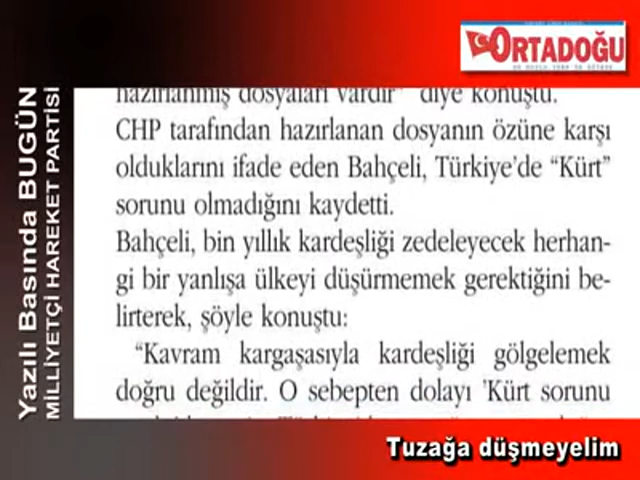 ORTADOĞU
Yazılı Basında BUGÜN
MİLLİYETÇİ HAREKET PARTİSİ
hazırlanmış dosyaları vardır" diye konuştu.
CHP tarafından hazırlanan dosyanın özüne karşı
olduklarını ifade eden Bahçeli, Türkiye'de "Kürt"
sorunu olmadığını kaydetti.
Bahçeli, bin yıllık kardeşliği zedeleyecek herhan-
gi bir yanlışa ülkeyi düşürmemek gerektiğini be-
lirterek, şöyle konuştu:
"Kavram kargaşasıyla kardeşliği gölgelemek
doğru değildir. O sebepten dolayı 'Kürt sorunu
Tuzağa düşmeyelim